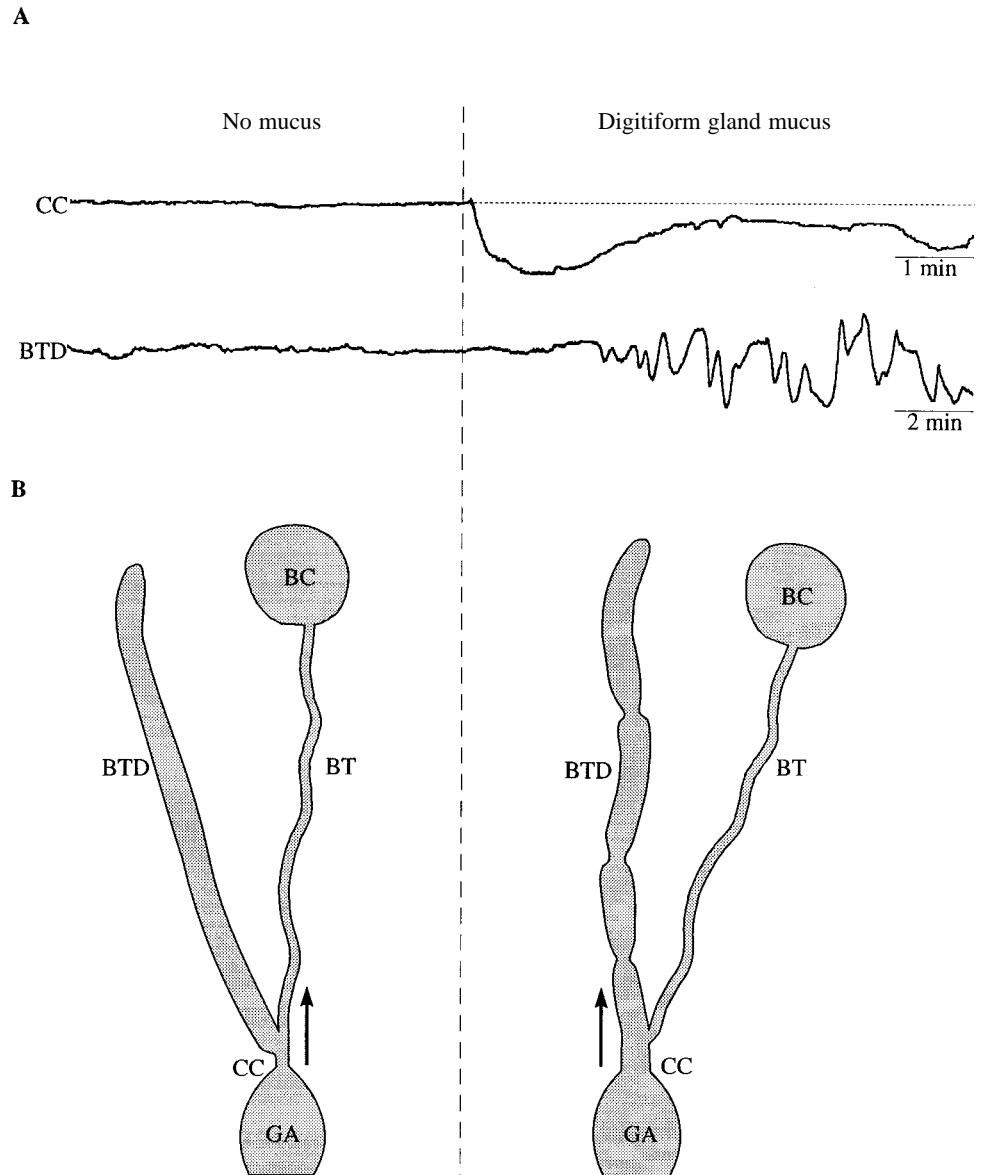 A
No mucus
Digitiform gland mucus
CC
1 min
BTD
2 min
B
BC
BC
BTD
BT
BTD
BT
CC
CC
GA
GA